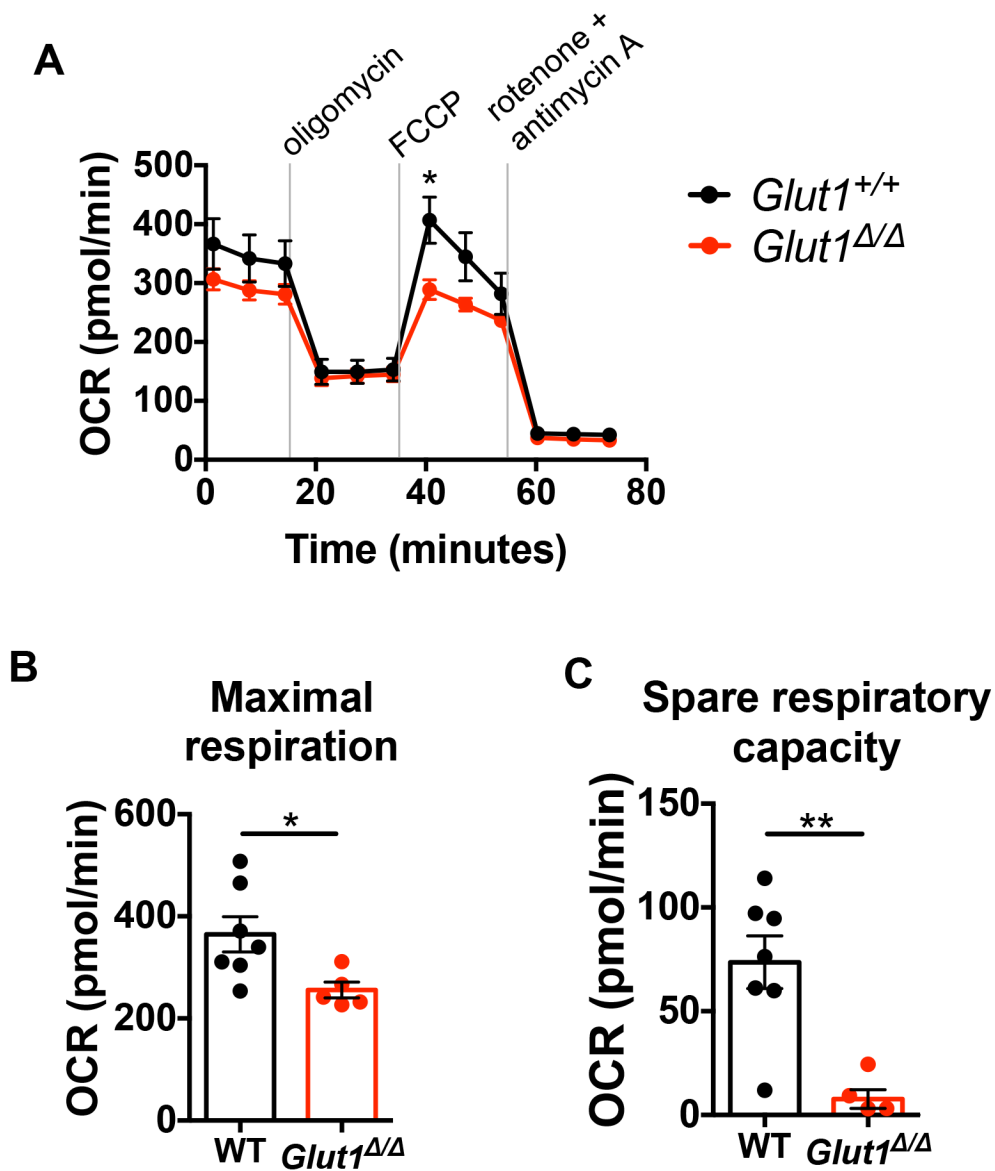 A
oligomycin
FCCP
rotenone +
antimycin A
500
400
300
200
100
0
OCR (pmol/min)
*
0 20 40 60 80
Time (minutes)
Glut1+/+
Glut1Δ/Δ
B
Maximal
respiration
600
400
200
0
OCR (pmol/min)
*
WT Glut1Δ/Δ
C
Spare respiratory
capacity
150
100
50
0
OCR (pmol/min)
**
WT Glut1Δ/Δ